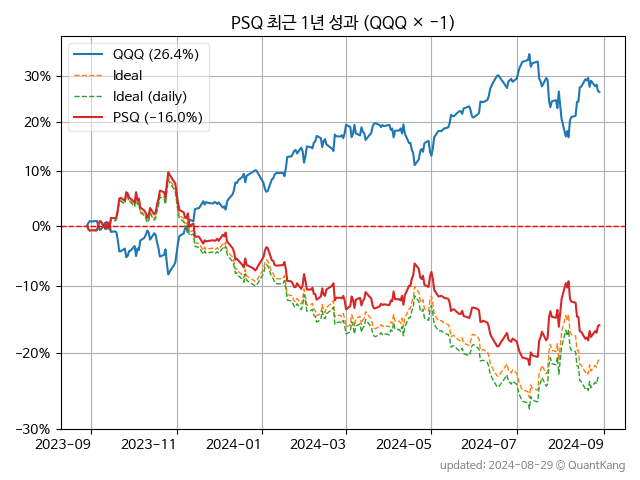 PSQ 최근 1년 성과 (QQQ × −1)
QQQ (26.4%)
Ideal
Ideal (daily)
PSQ (−16.0%)
30%
20%
10%
0%
−10%
−20%
−30%
2023-09
2023-11
2024-01
2024-03
2024-05
2024-07
2024-09
updated: 2024-08-29 © QuantKang